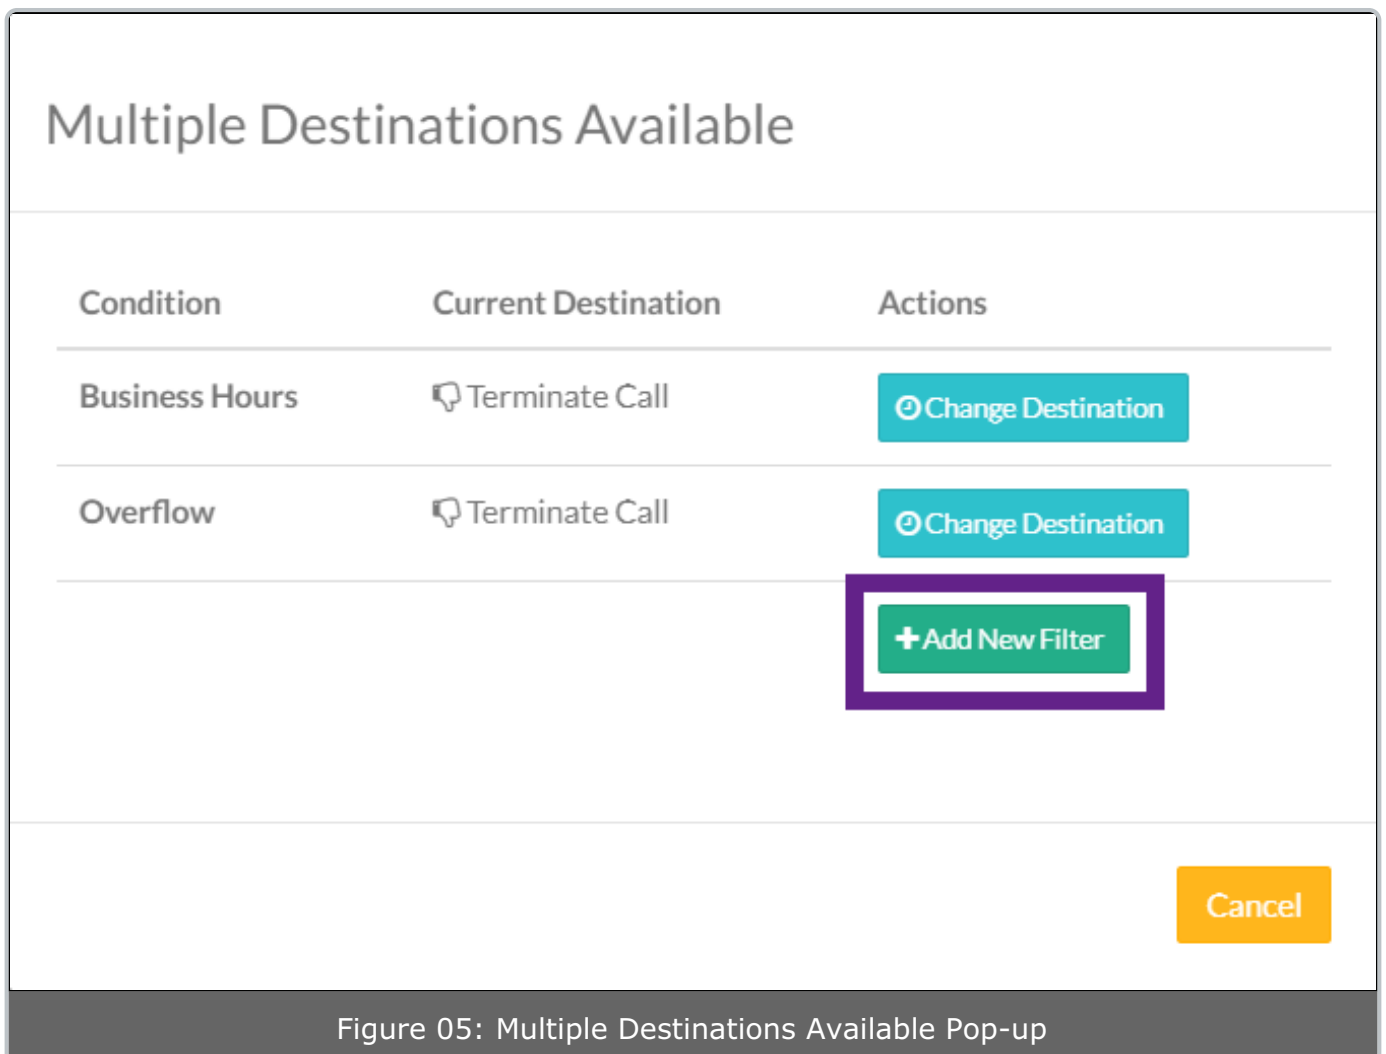 Multiple Destinations Available
Condition Current Destination Actions
Business Hours Terminate Call Change Destination
Overflow Terminate Call Change Destination
Add New Filter
Cancel
Figure 05: Multiple Destinations Available Pop-up